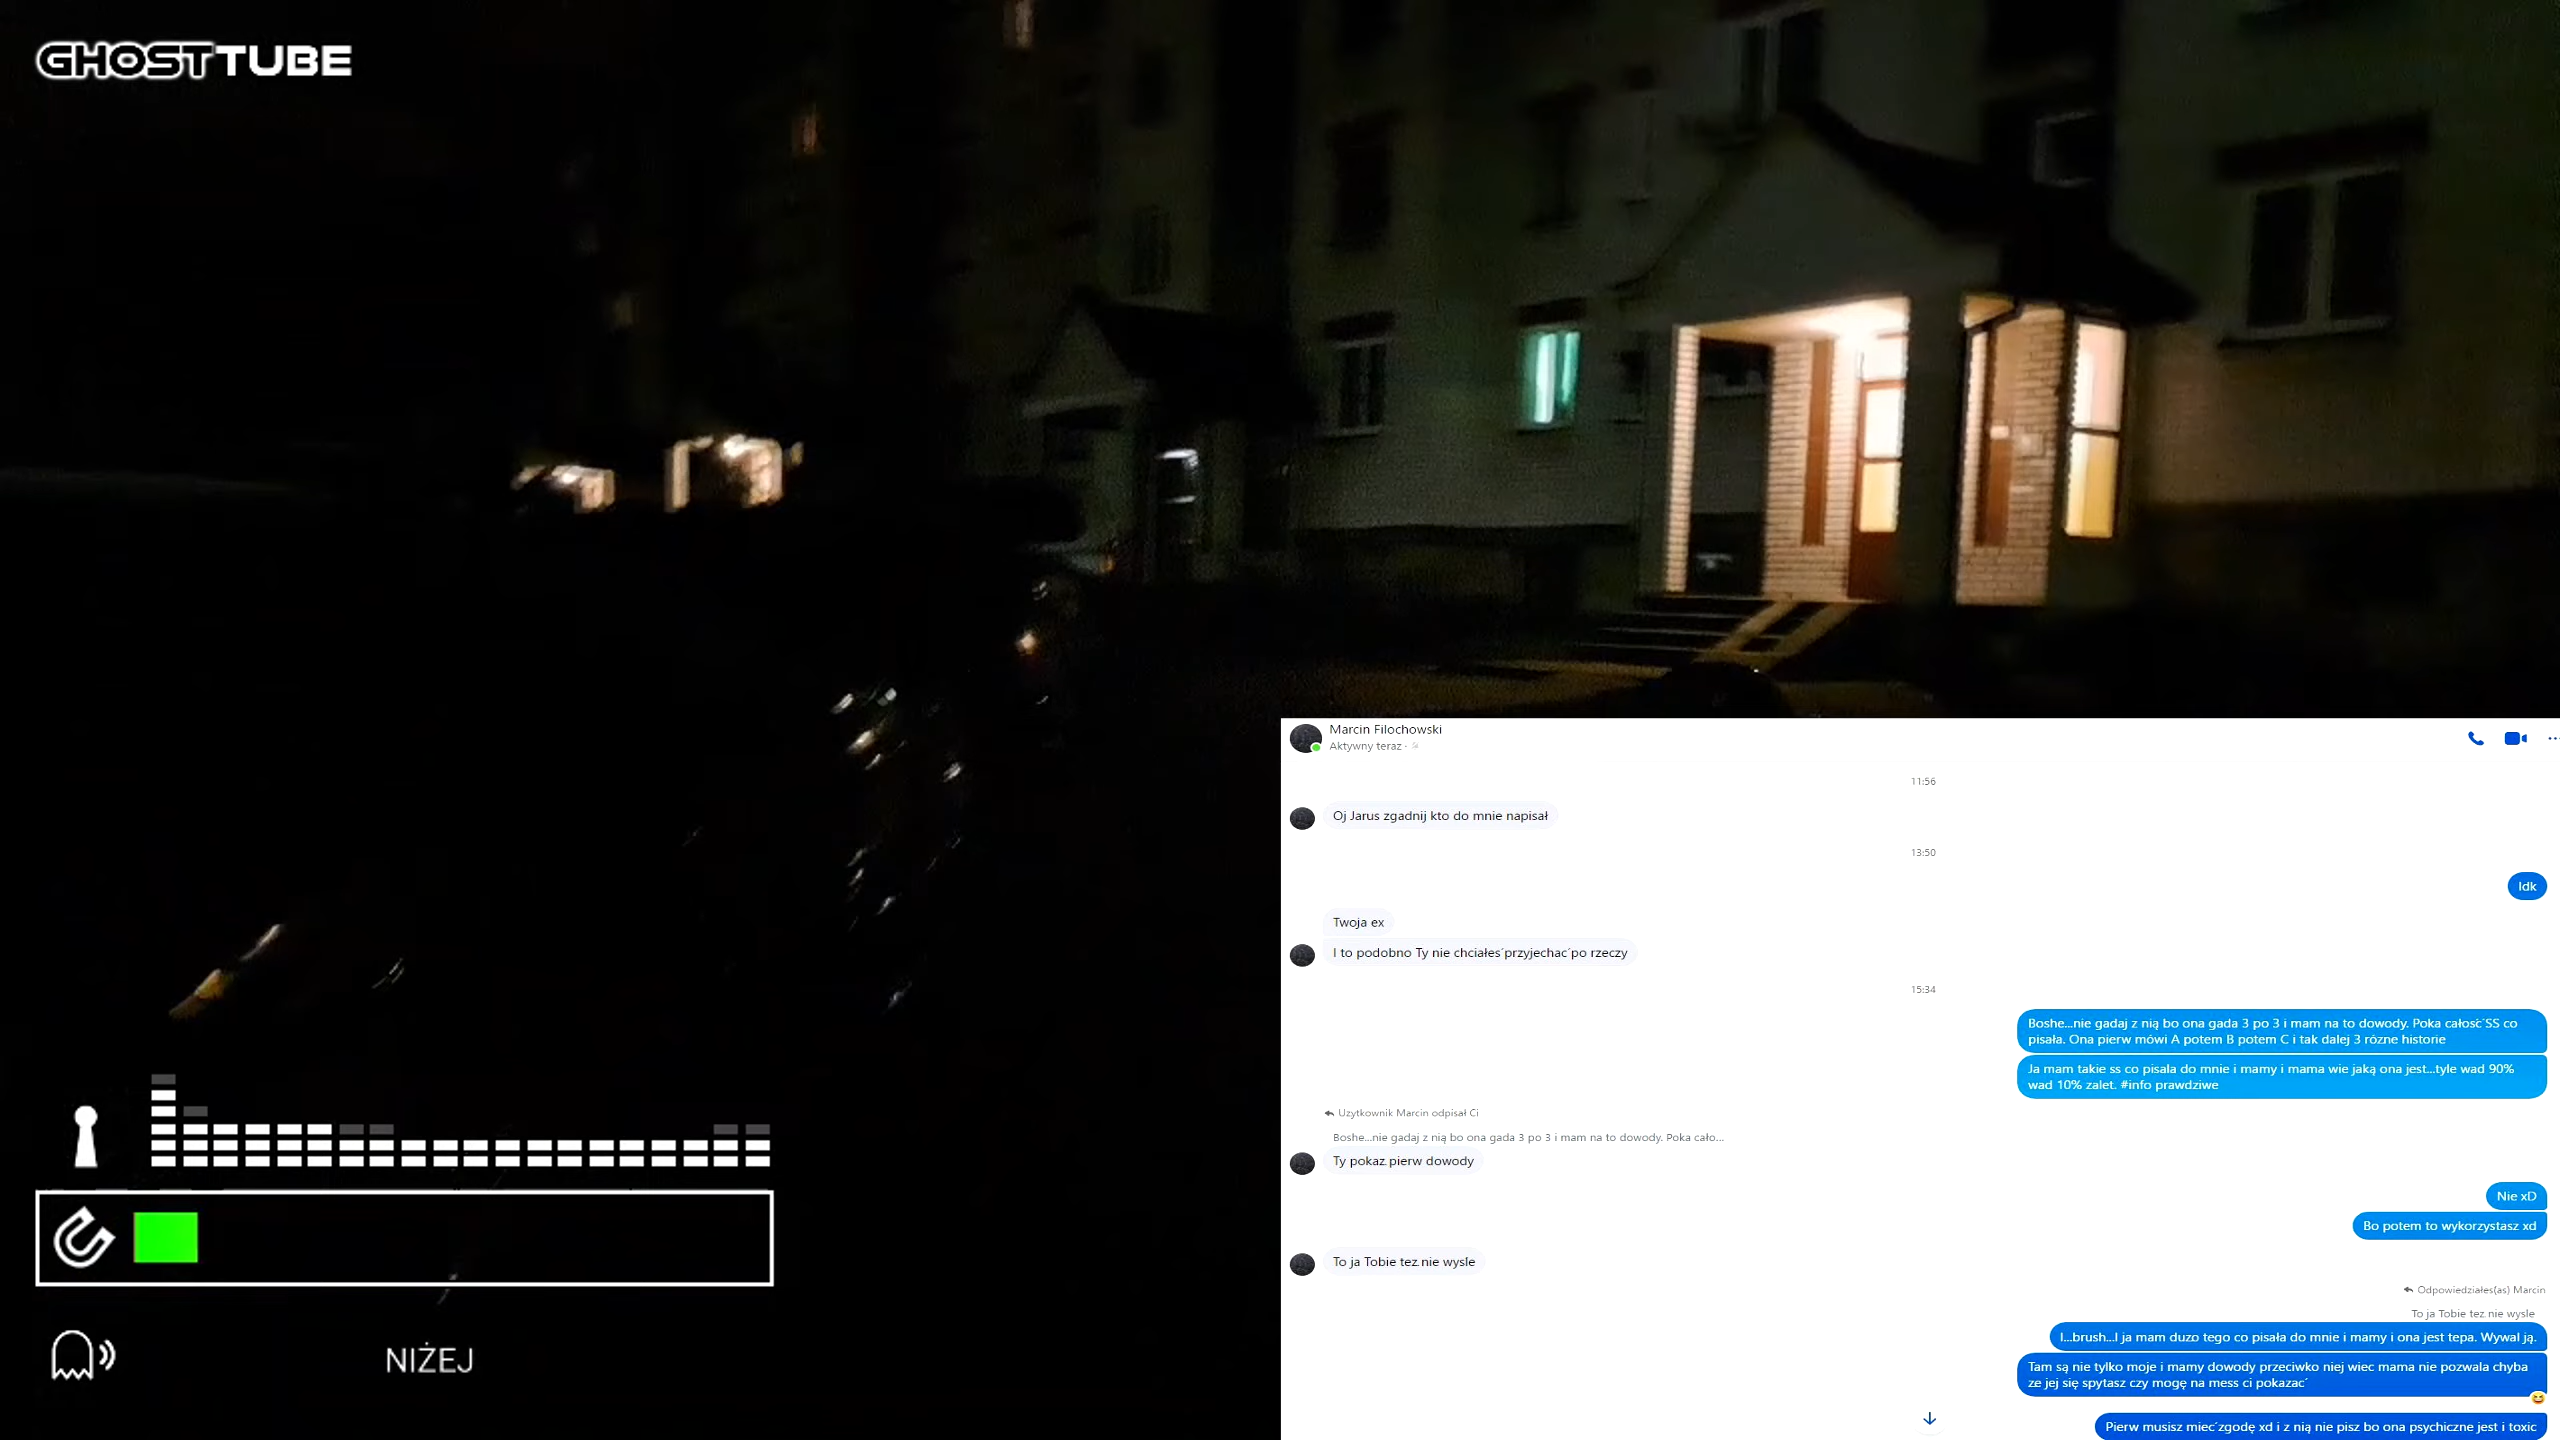 GHOSTTUBE
NIŻEJ
Marcin Filochowski
Aktywny teraz ·
11:56
Oj Jarus zgadnij kto do mnie napisał
13:50
Idk
Twoja ex
I to podobno Ty nie chciałes´przyjechac´po rzeczy
15:34
Boshe...nie gadaj z nią bo ona gada 3 po 3 i mam na to dowody. Poka całość´SS co
pisała. Ona pierw mówi A potem B potem C i tak dalej 3 rózne historie
Ja mam takie ss co pisala do mnie i mamy i mama wie jaką ona jest...tyle wad 90%
wad 10% zalet. #info prawdziwe
Uzytkownik Marcin odpisał Ci
Boshe...nie gadaj z nią bo ona gada 3 po 3 i mam na to dowody. Poka cało...
Ty pokaz.pierw dowody
Nie xD
Bo potem to wykorzystasz xd
To ja Tobie tez.nie wysle
Odpowiedziałes(as) Marcin
To ja Tobie tez.nie wysle
I...brush...I ja mam duzo tego co pisała do mnie i mamy i ona jest tepa. Wywal ją.
Tam są nie tylko moje i mamy dowody przeciwko niej wiec mama nie pozwala chyba
ze jej się spytasz czy mogę na mess ci pokazac´
Pierw musisz miec´zgodę xd i z nią nie pisz bo ona psychiczne jest i toxic